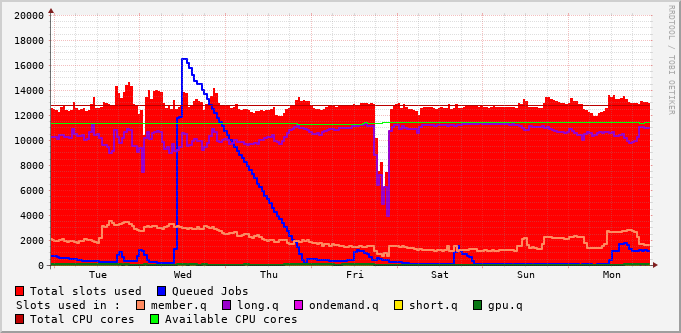 RRDTOOL / TOBI OETIKER
20000
18000
16000
14000
12000
10000
8000
6000
4000
2000
0
Tue Wed Thu Fri Sat Sun Mon
Total slots used Queued Jobs
Slots used in : member.q long.q ondemand.q short.q gpu.q
Total CPU cores Available CPU cores